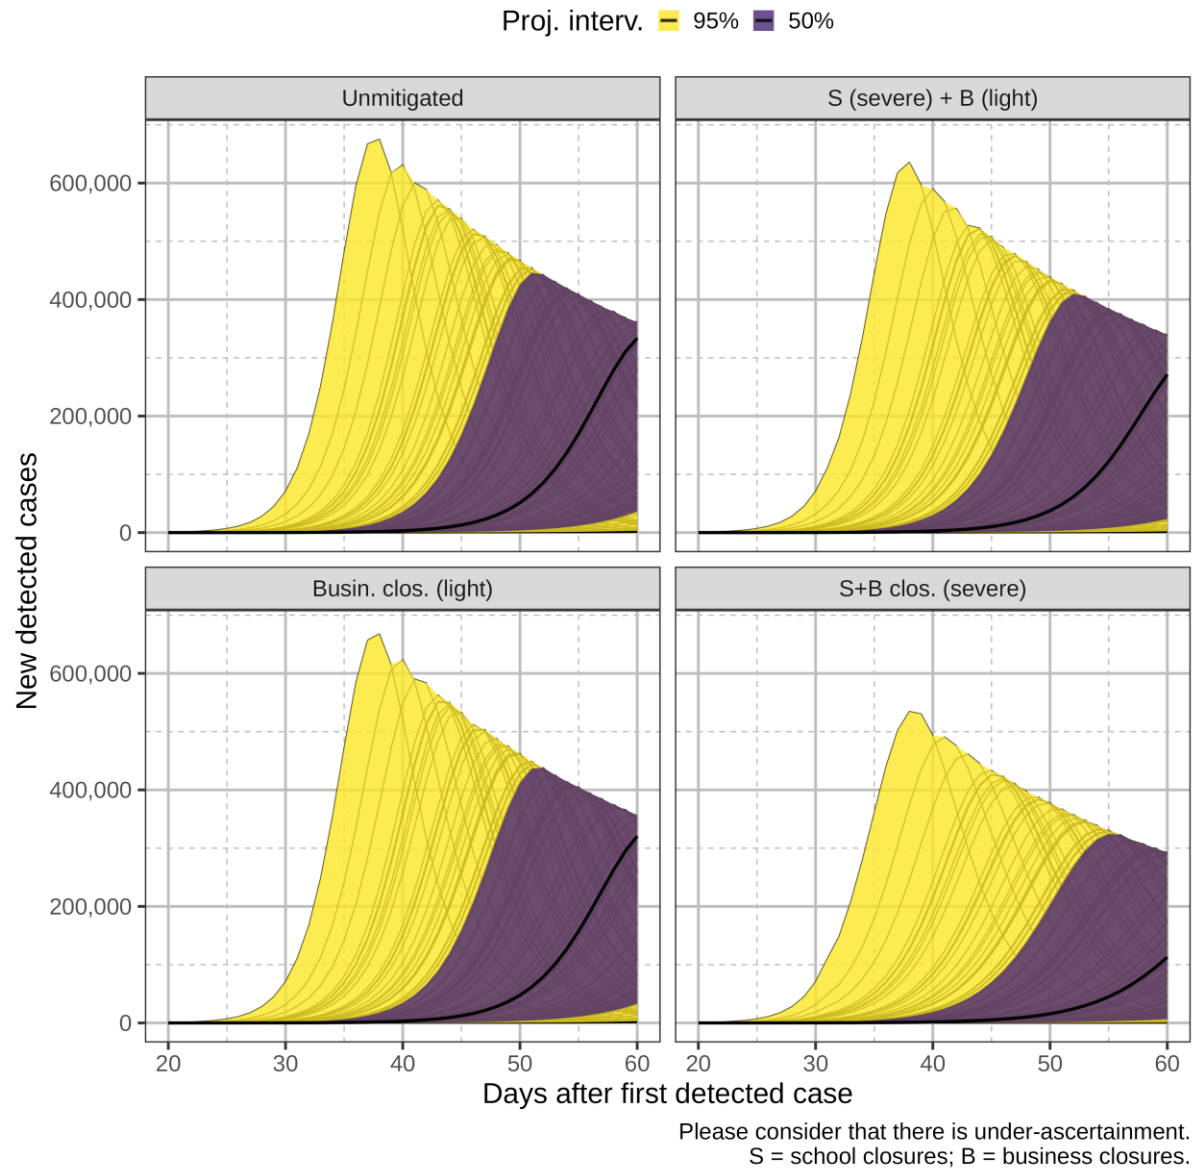 Proj. interv. 95% 50%
Unmitigated
S (severe) + B (light)
600,000
400,000
200,000
0
Busin. clos. (light)
S+B clos. (severe)
600,000
400,000
200,000
0
New detected cases
20 30 40 50 60
20 30 40 50 60
Days after first detected case
Please consider that there is under-ascertainment.
S = school closures; B = business closures.